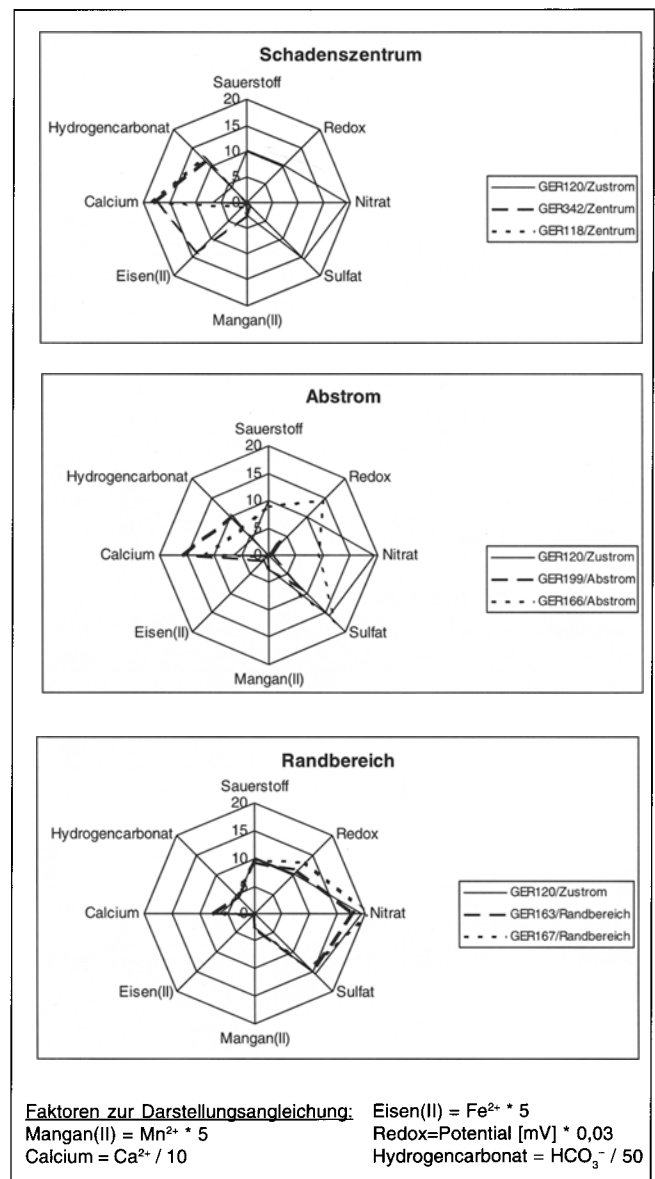 Schadenszentrum
Sauerstoff
20
Hydrogencarbonat
15
Redox
10
5
Calcium
0
Nitrat
Eisen(II)
Sulfat
Mangan(II)
GER120/Zustrom
GER342/Zentrum
GER118/Zentrum
Abstrom
Sauerstoff
20
Hydrogencarbonat
15
Redox
10
5
Calcium
0
Nitrat
Eisen(II)
Sulfat
Mangan(II)
GER120/Zustrom
GER199/Abstrom
GER166/Abstrom
Randbereich
Sauerstoff
20
Hydrogencarbonat
15
Redox
10
5
Calcium
0
Nitrat
Eisen(II)
Sulfat
Mangan(II)
GER120/Zustrom
GER163/Randbereich
GER167/Randbereich
Faktoren zur Darstellungsangleichung: Eisen(II) = Fe²⁺ * 5
Mangan(II) = Mn²⁺ * 5 Redox=Potential [mV] * 0,03
Calcium = Ca²⁺ / 10 Hydrogencarbonat = HCO₃⁻ / 50